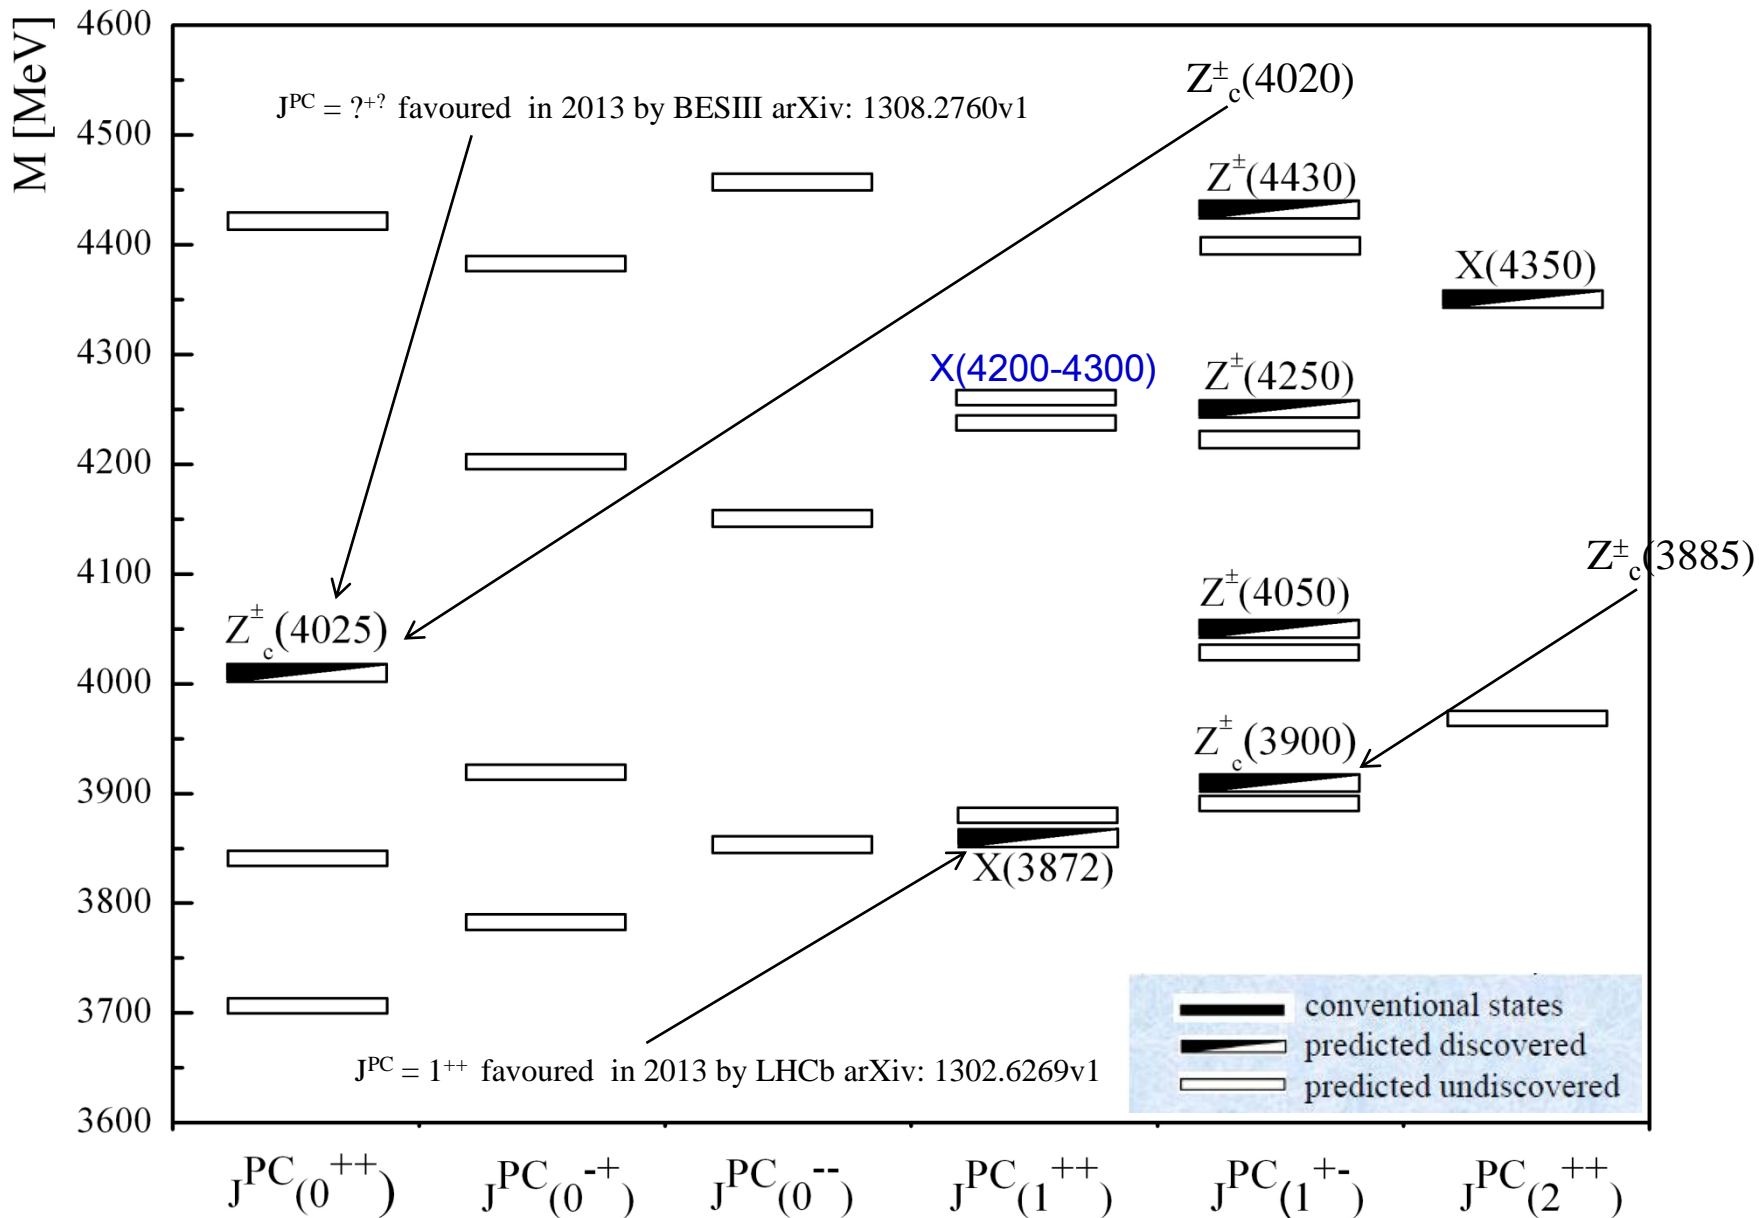 M [MeV]
4600
4500
4400
4300
4200
4100
4000
3900
3800
3700
3600
Z±c(4020)
J^PC = ?^+? favoured in 2013 by BESIII arXiv: 1308.2760v1
Z±(4430)
X(4350)
X(4200-4300)
Z±(4250)
Z±c(3885)
Z±(4050)
Z±c(4025)
Z±c(3900)
X(3872)
J^PC = 1^++ favoured in 2013 by LHCb arXiv: 1302.6269v1
conventional states
predicted discovered
predicted undiscovered
J^PC(0^++)
J^PC(0^-+)
J^PC(0^--)
J^PC(1^++)
J^PC(1^+-)
J^PC(2^++)